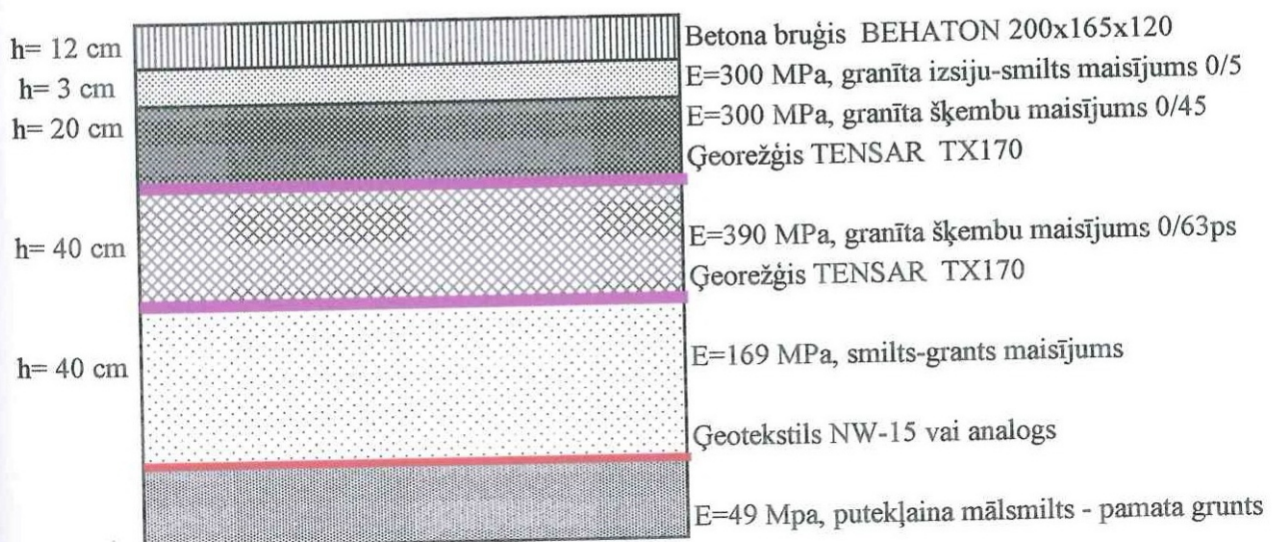 h= 12 cm Betona bruģis BEHATON 200x165x120
h= 3 cm E=300 MPa, granīta izsiju-smilts maisījums 0/5
h= 20 cm E=300 MPa, granīta šķembu maisījums 0/45
Ģeorežģis TENSAR TX170
h= 40 cm E=390 MPa, granīta šķembu maisījums 0/63ps
Ģeorežģis TENSAR TX170
h= 40 cm E=169 MPa, smilts-grants maisījums
Ģeotekstils NW-15 vai analogs
E=49 Mpa, putekļaina mālsmilts - pamata grunts